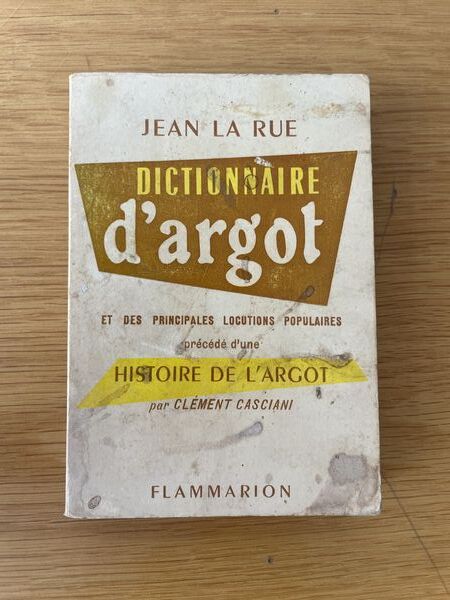 JEAN LA RUE
DICTIONNAIRE
d'argot
ET DES PRINCIPALES LOCUTIONS POPULAIRES
précédé d'une
HISTOIRE DE L'ARGOT
par CLÉMENT CASCIANI
FLAMMARION